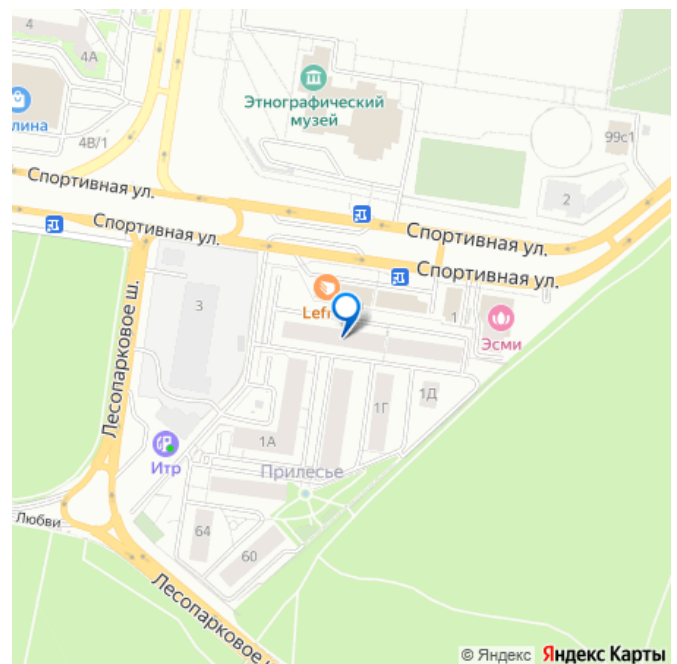 4
4А
лина
4В/1
Этнографический
музей
99с1
2
Спортивная ул.
Спортивная ул.
Спортивная ул.
Спортивная ул.
Лесопарковое ш.
3
Lefi
1
Эсми
1Д
1Г
1А
Итр
Прилесье
Любви
64
60
Лесопарковое
© Яндекс Яндекс Карты